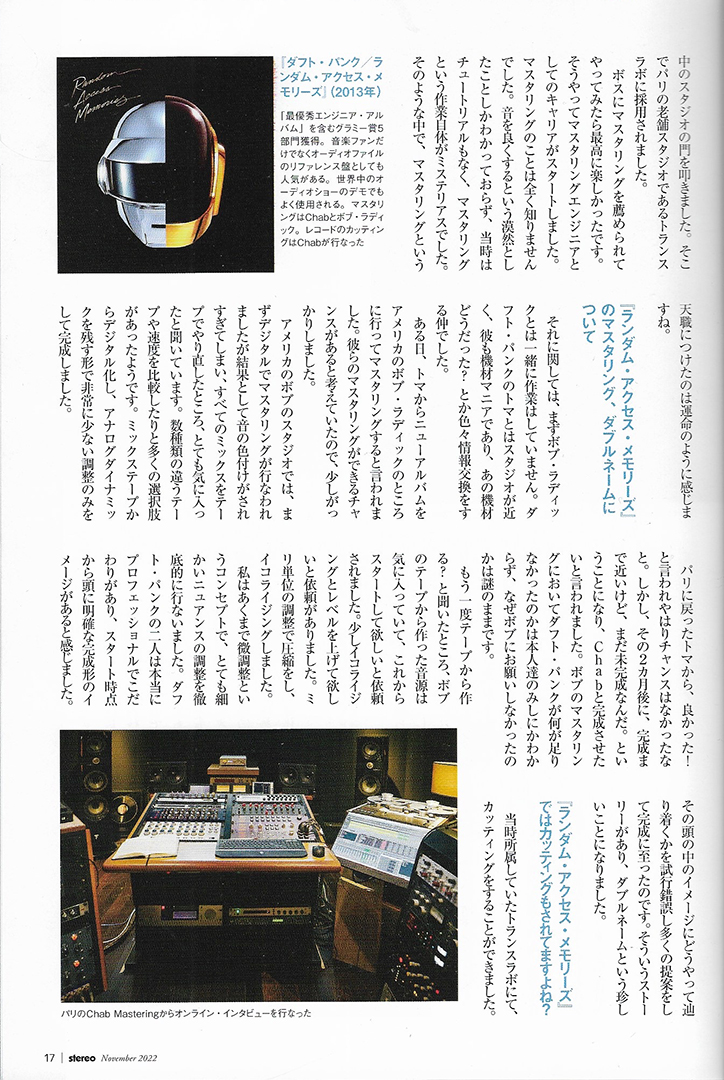 中のスタジオの門を叩きました。そこ
でパリの老舗スタジオであるトランス
ラボに採用されました。
ボスにマスタリングを薦められて
やってみたら最高に楽しかったです。
そうやってマスタリングエンジニアと
してのキャリアがスタートしました。
マスタリングのことは全く知りません
でした。音を良くするという漠然とし
たことしかわかっておらず、当時は
チュートリアルもなく、マスタリング
という作業自体がミステリアスでした。
そのような中で、マスタリングという
Random
Access
Memories
『ダフト・パンク／ラ
ンダム・アクセス・メ
モリーズ』（2013年）
「最優秀エンジニア・アル
バム」を含むグラミー賞5
部門獲得。音楽ファンだ
けでなくオーディオファイル
のリファレンス盤としても
人気がある。世界中のオ
ーディオショーのデモでも
よく使用される。マスタリ
ングはChabとボブ・ラディ
ック。レコードのカッティン
グはChabが行なった
天職につけたのは運命のように感じま
すね。
『ランダム・アクセス・メモリーズ』
のマスタリング、ダブルネームに
ついて
それに関しては、まずボブ・ラディッ
クとは一緒に作業はしていません。ダ
フト・パンクのトマとはスタジオが近
く、彼も機材マニアであり、あの機材
どうだった？とか色々情報交換をす
る仲でした。
ある日、トマからニューアルバムを
アメリカのボブ・ラディックのところ
に行ってマスタリングすると言われま
した。彼らのマスタリングができるチャ
ンスがあると考えていたので、少しがっ
かりしました。
アメリカのボブのスタジオでは、ま
ずデジタルでマスタリングが行なわれ
ましたが結果として音の色付けがされ
すぎてしまい、すべてのミックスをテー
プでやり直したところ、とても気に入っ
たと聞いています。数種類の違うテー
プや速度を比較したりと多くの選択肢
があったようです。ミックステープか
らデジタル化し、アナログダイナミッ
クを残す形で非常に少ない調整のみを
して完成しました。
パリに戻ったトマから、良かった！
と言われやはりチャンスはなかったな
と。しかし、その2カ月後に、完成ま
で近いけど、まだ未完成なんだ。とい
うことになり、Chabと完成させた
いと言われました。ボブのマスタリン
グにおいてダフト・パンクが何が足り
なかったのかは本人達のみしにかわか
らず、なぜボブにお願いしなかったの
かは謎のままです。
もう一度テープから作
る？と聞いたところ、ボブ
のテープから作った音源は
気に入っていて、これから
スタートして欲しいと依頼
されました。少しイコライジ
ングとレベルを上げて欲し
いと依頼がありました。ミ
リ単位の調整で圧縮をし、
イコライジングしました。
私はあくまで微調整とい
うコンセプトで、とても細
かいニュアンスの調整を徹
底的に行ないました。ダフ
ト・パンクの二人は本当に
プロフェッショナルでこだ
わりがあり、スタート時点
から頭に明確な完成形のイ
メージがあると感じました。
その頭の中のイメージにどうやって辿
り着くかを試行錯誤し多くの提案をし
て完成に至ったのです。そういうストー
リーがあり、ダブルネームという珍し
いことになりました。
『ランダム・アクセス・メモリーズ』
ではカッティングもされてますよね？
当時所属していたトランスラボにて、
カッティングをすることができました。
パリのChab Masteringからオンライン・インタビューを行なった
17 | stereo November 2022